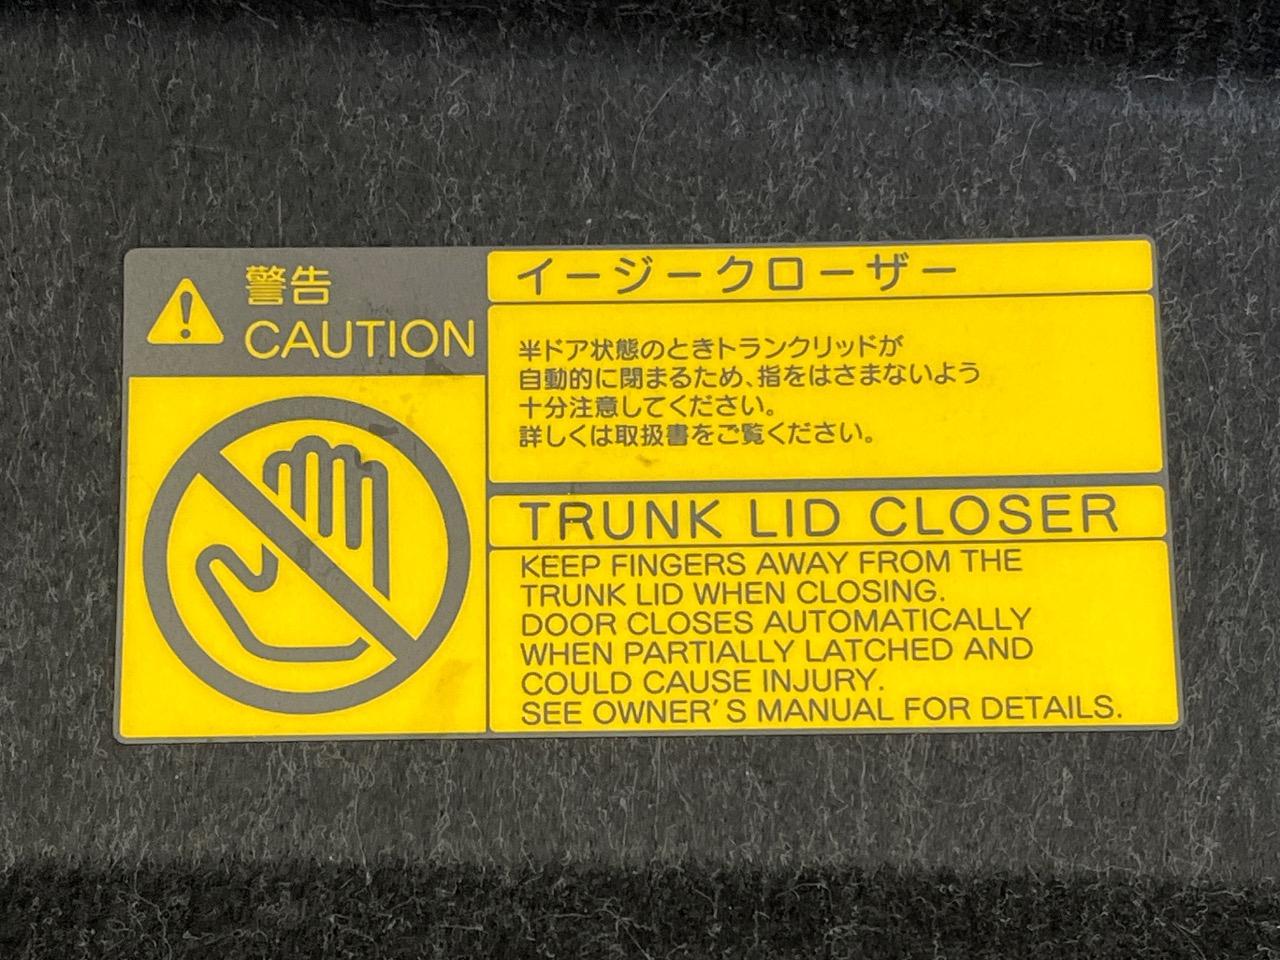 警告
CAUTION
イージークローザー
半ドア状態のときトランクリッドが
自動的に閉まるため、指をはさまないよう
十分注意してください。
詳しくは取扱書をご覧ください。
TRUNK LID CLOSER
KEEP FINGERS AWAY FROM THE
TRUNK LID WHEN CLOSING.
DOOR CLOSES AUTOMATICALLY
WHEN PARTIALLY LATCHED AND
COULD CAUSE INJURY.
SEE OWNER'S MANUAL FOR DETAILS.